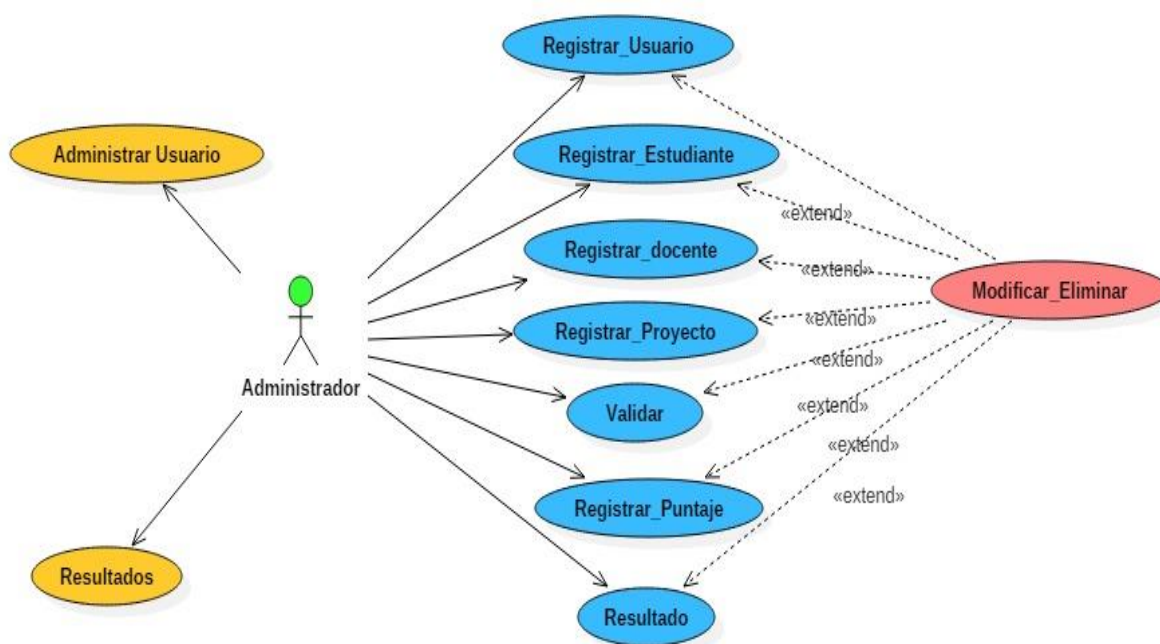 Registrar_Usuario
Administrar Usuario
Registrar_Estudiante
«extend»
Registrar_docente
«extend»
Modificar_Eliminar
«extend»
Registrar_Proyecto
«extend»
Administrador
«extend»
Validar
«extend»
«extend»
Registrar_Puntaje
Resultados
Resultado